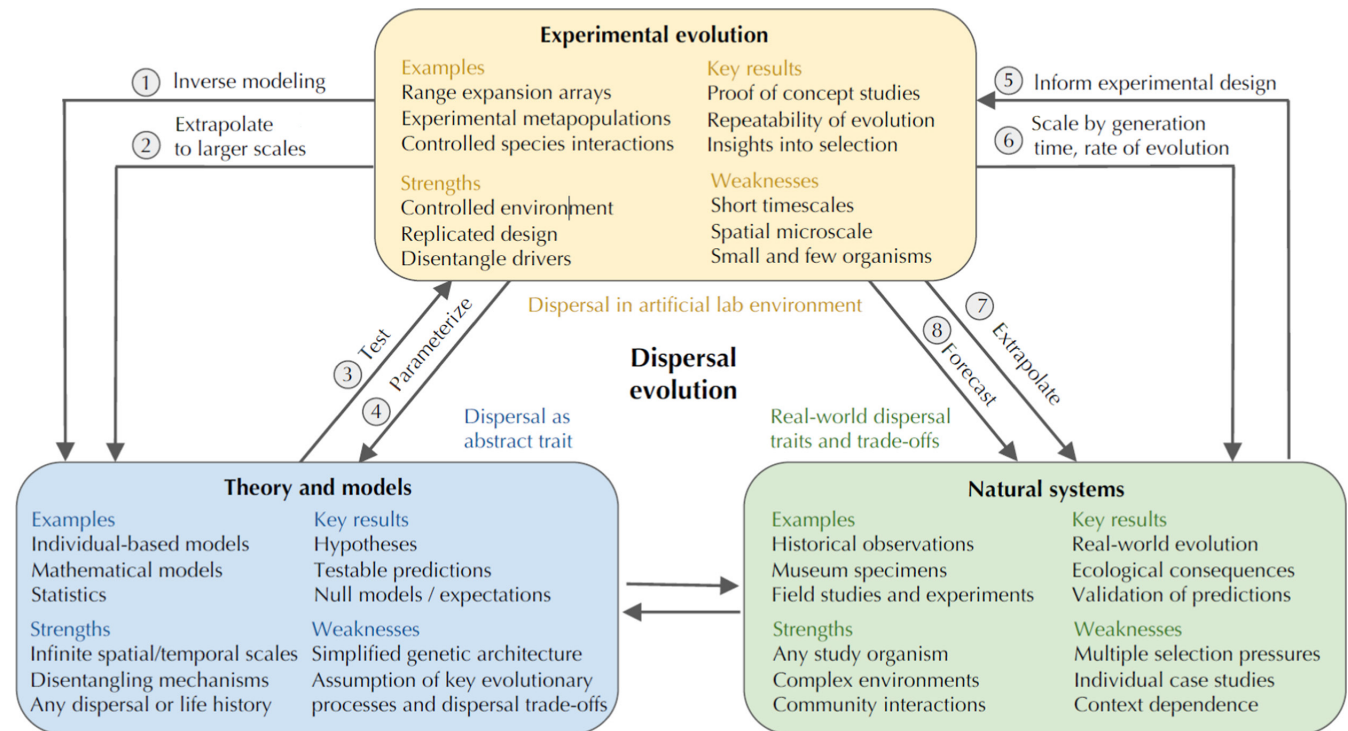 Experimental evolution
Examples
Range expansion arrays
Experimental metapopulations
Controlled species interactions
Key results
Proof of concept studies
Repeatability of evolution
Insights into selection
Strengths
Controlled environment
Replicated design
Disentangle drivers
Weaknesses
Short timescales
Spatial microscale
Small and few organisms
1 Inverse modeling
2 Extrapolate
to larger scales
5 Inform experimental design
6 Scale by generation
time, rate of evolution
3 Test
4 Parameterize
7 Extrapolate
8 Forecast
Dispersal in artificial lab environment
Dispersal
evolution
Dispersal as
abstract trait
Real-world dispersal
traits and trade-offs
Theory and models
Examples
Individual-based models
Mathematical models
Statistics
Key results
Hypotheses
Testable predictions
Null models / expectations
Strengths
Infinite spatial/temporal scales
Disentangling mechanisms
Any dispersal or life history
Weaknesses
Simplified genetic architecture
Assumption of key evolutionary
processes and dispersal trade-offs
Natural systems
Examples
Historical observations
Museum specimens
Field studies and experiments
Key results
Real-world evolution
Ecological consequences
Validation of predictions
Strengths
Any study organism
Complex environments
Community interactions
Weaknesses
Multiple selection pressures
Individual case studies
Context dependence